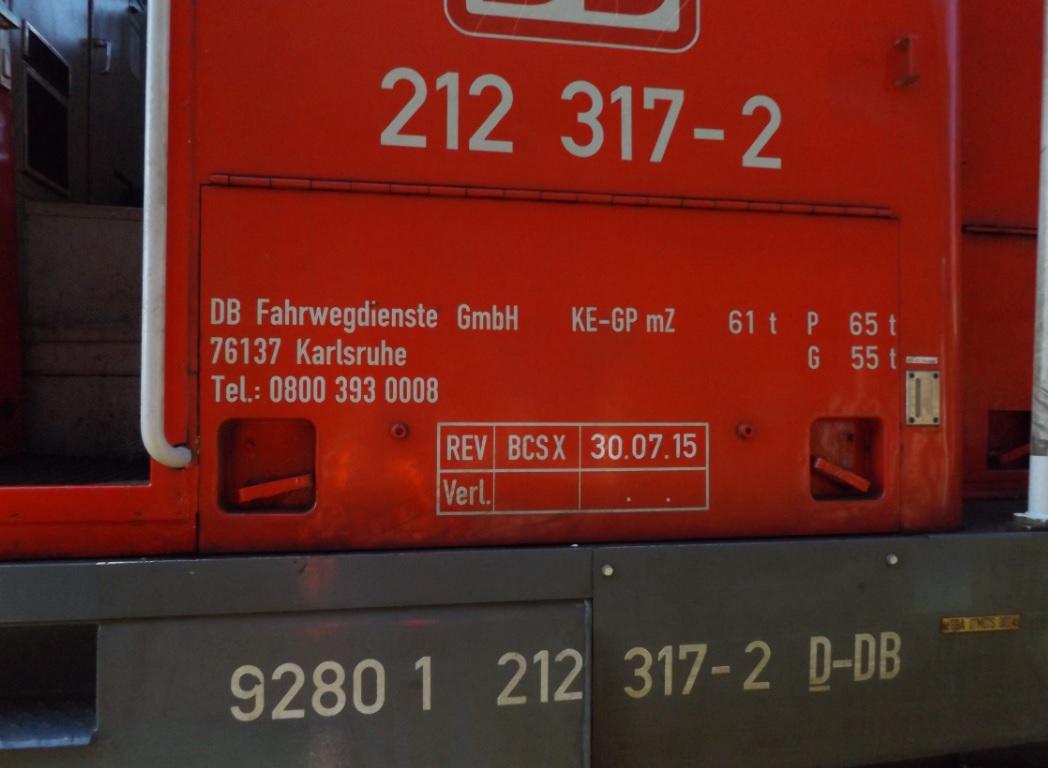 212 317-2
DB Fahrwegdienste GmbH KE-GP mZ 61 t P 65 t
76137 Karlsruhe G 55 t
Tel.: 0800 393 0008
REV BCS X 30.07.15
Verl. . .
9280 1 212 317-2 D-DB